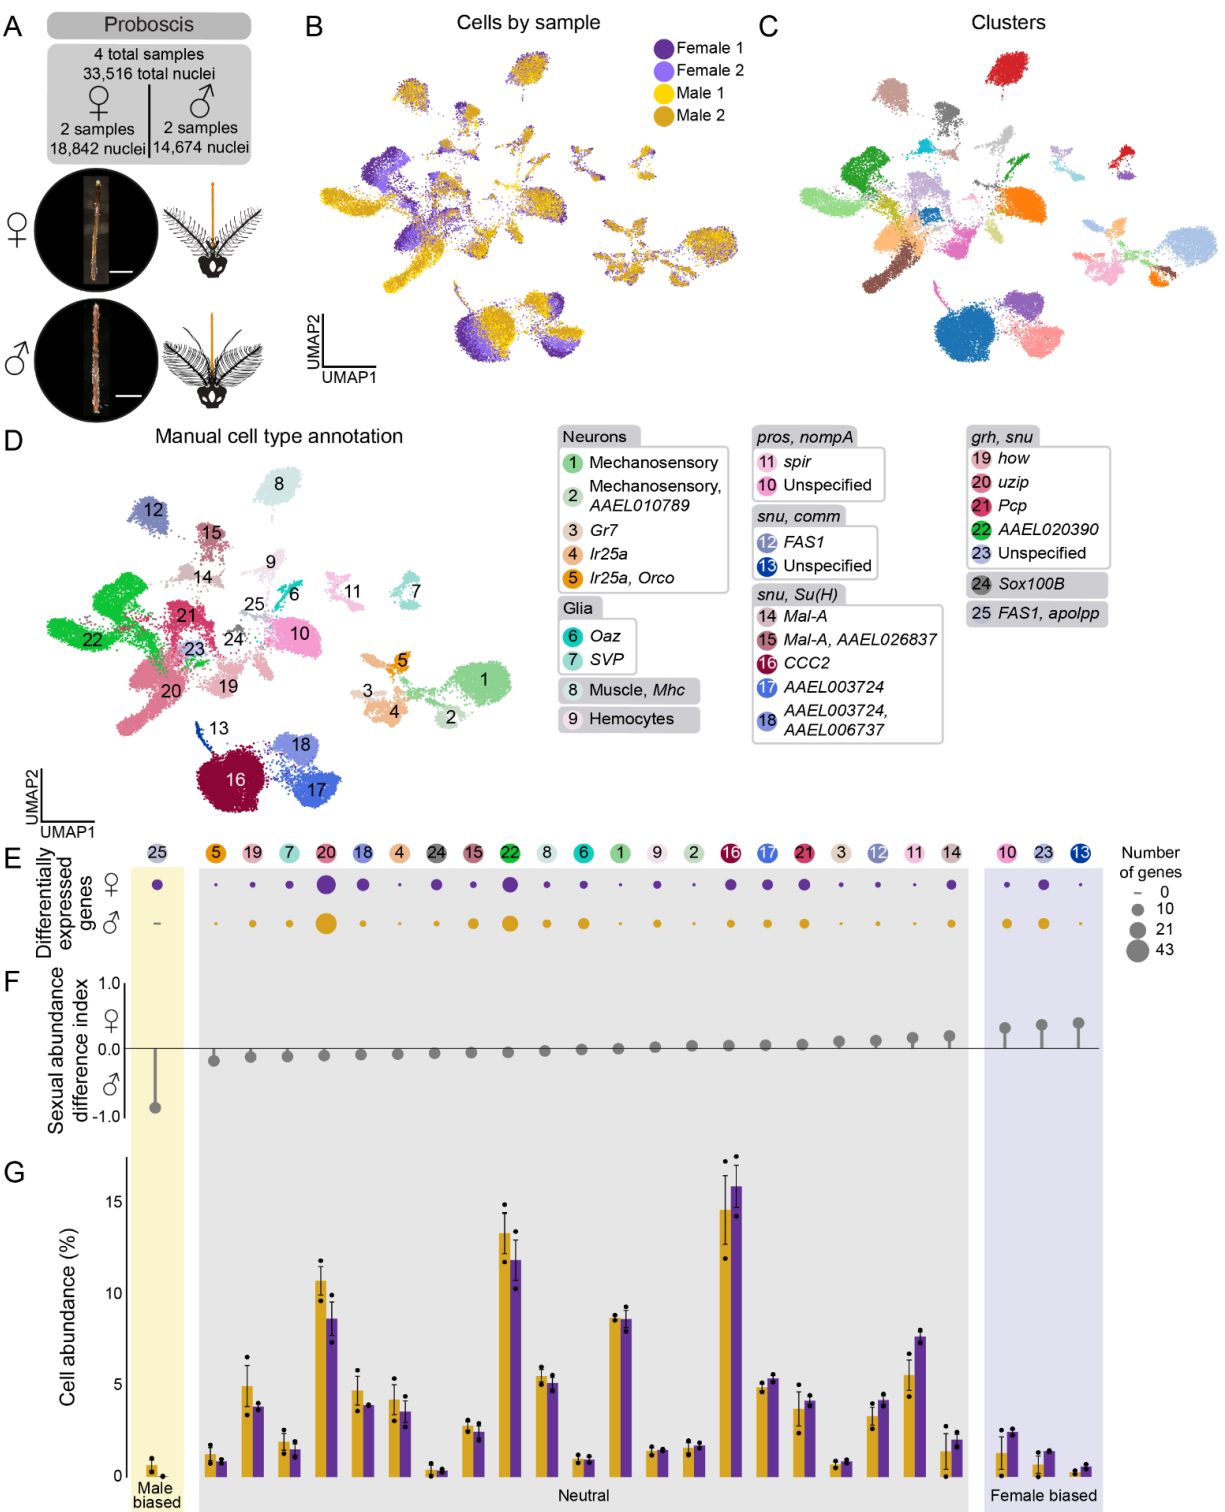 A
Proboscis
4 total samples
33,516 total nuclei
♀
♂
2 samples
2 samples
18,842 nuclei
14,674 nuclei
♀
♂
B
Cells by sample
Female 1
Female 2
Male 1
Male 2
UMAP2
UMAP1
C
Clusters
D
Manual cell type annotation
12
8
15
14
9
6
11
7
25
21
24
10
22
23
20
19
5
3
4
1
2
13
18
16
17
UMAP2
UMAP1
Neurons
1 Mechanosensory
2 Mechanosensory,
AAEL010789
3 Gr7
4 Ir25a
5 Ir25a, Orco
Glia
6 Oaz
7 SVP
8 Muscle, Mhc
9 Hemocytes
pros, nompA
11 spir
10 Unspecified
snu, comm
12 FAS1
13 Unspecified
snu, Su(H)
14 Mal-A
15 Mal-A, AAEL026837
16 CCC2
17 AAEL003724
18 AAEL003724,
AAEL006737
grh, snu
19 how
20 uzip
21 Pcp
22 AAEL020390
23 Unspecified
24 Sox100B
25 FAS1, apolpp
E
25 5 19 7 20 18 4 24 15 22 8 6 1 9 2 16 17 21 3 12 11 14 10 23 13
Differentially
expressed
genes
♀
♂
Number
of genes
0
10
21
43
F
Sexual abundance
difference index
♀
♂
1.0
0.0
-1.0
G
Cell abundance (%)
15
10
5
0
Male
biased
Neutral
Female biased